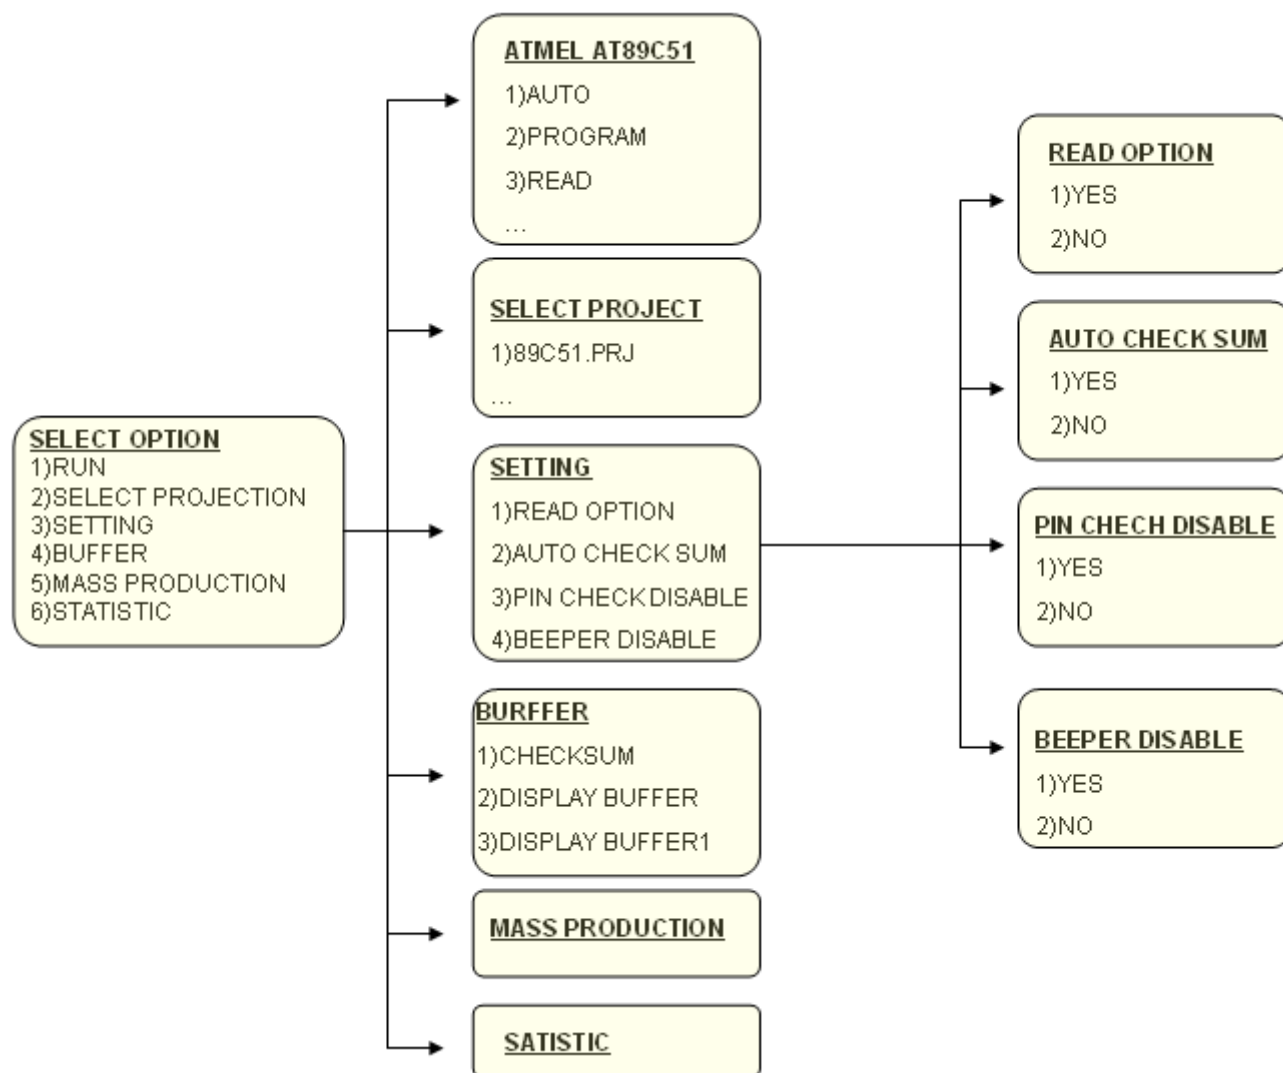 SELECT OPTION
1)RUN
2)SELECT PROJECTION
3)SETTING
4)BUFFER
5)MASS PRODUCTION
6)STATISTIC
ATMEL AT89C51
1)AUTO
2)PROGRAM
3)READ
...
SELECT PROJECT
1)89C51.PRJ
...
SETTING
1)READ OPTION
2)AUTO CHECK SUM
3)PIN CHECK DISABLE
4)BEEPER DISABLE
BURFFER
1)CHECKSUM
2)DISPLAY BUFFER
3)DISPLAY BUFFER1
MASS PRODUCTION
SATISTIC
READ OPTION
1)YES
2)NO
AUTO CHECK SUM
1)YES
2)NO
PIN CHECH DISABLE
1)YES
2)NO
BEEPER DISABLE
1)YES
2)NO